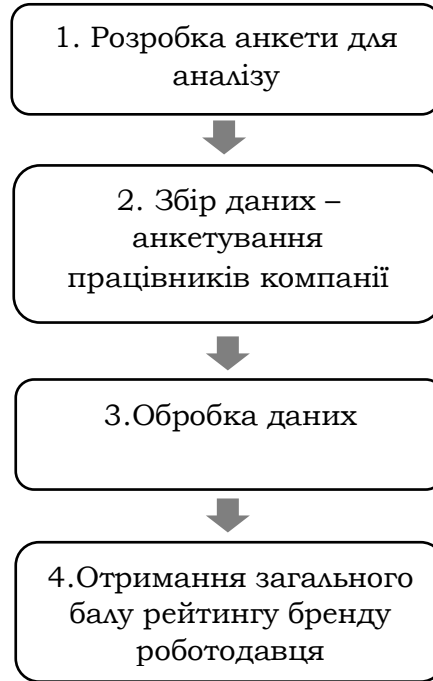 1. Розробка анкети для
аналізу
2. Збір даних –
анкетування
працівників компанії
3.Обробка даних
4.Отримання загального
балу рейтингу бренду
роботодавця